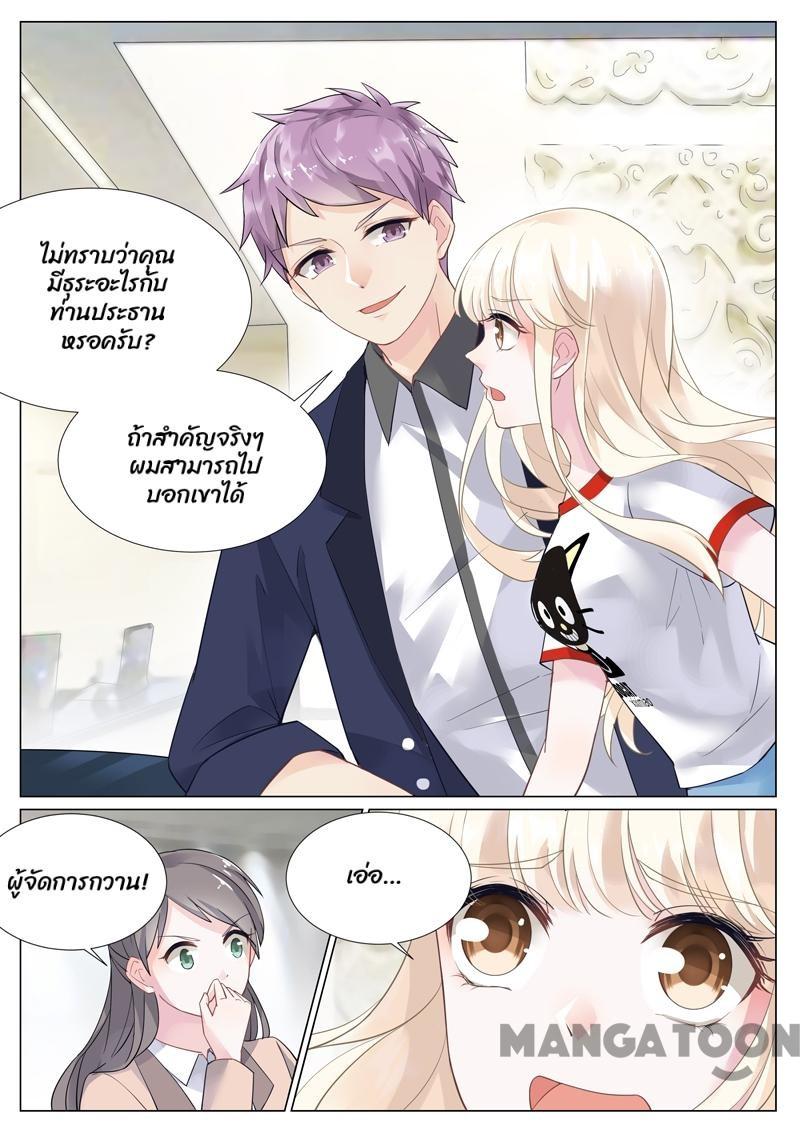 ไม่ทราบว่าคุณ
มีธุระอะไรกับ
ท่านประธาน
หรอครับ?
ถ้าสำคัญจริงๆ
ผมสามารถไป
บอกเขาได้
ผู้จัดการกวาน!
เอ่อ...
MANGATOON